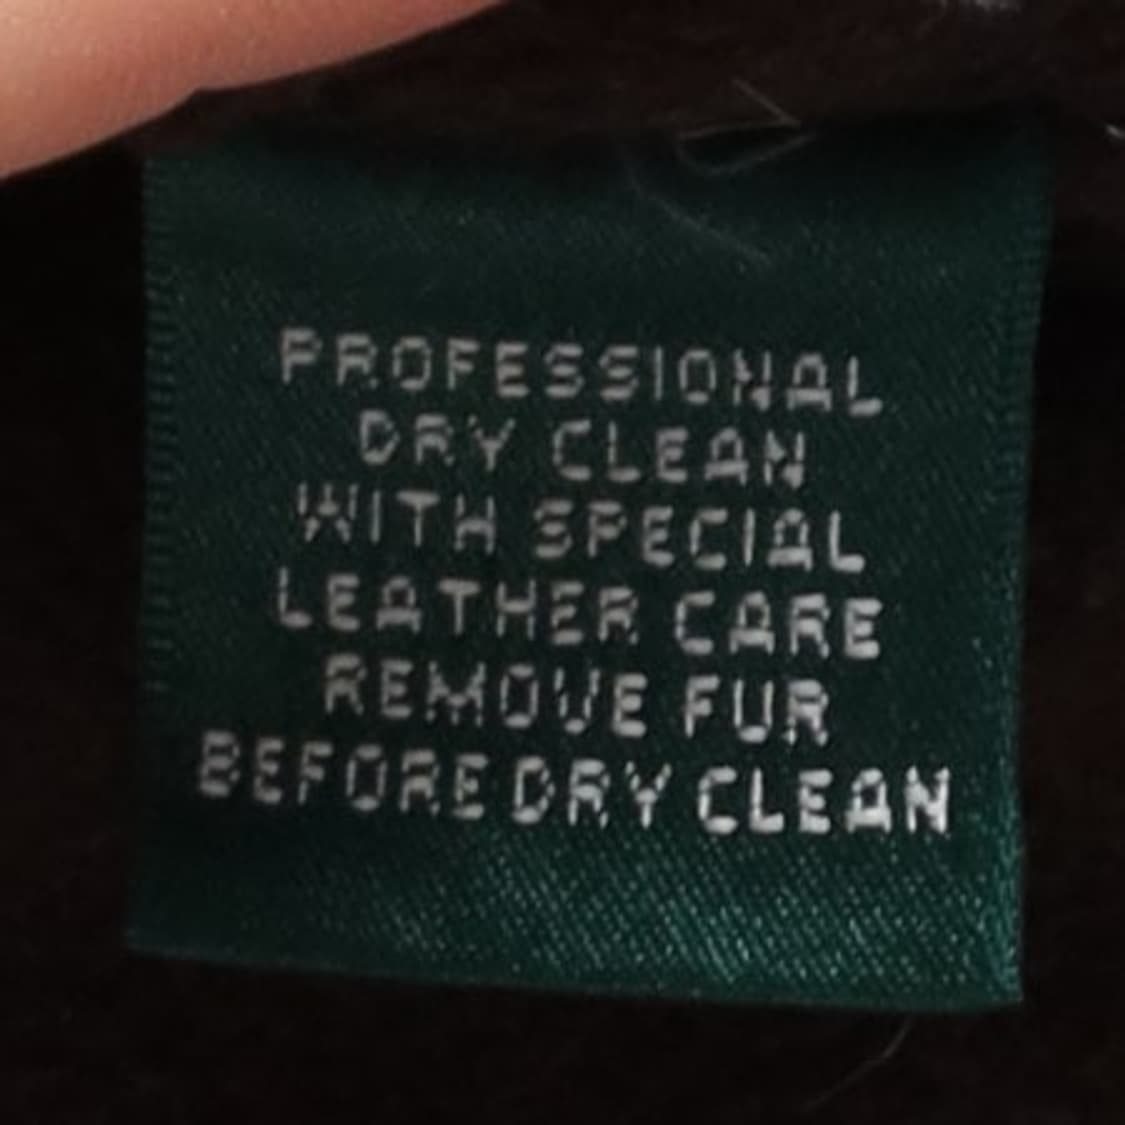 PROFESSIONAL
DRY CLEAN
WITH SPECIAL
LEATHER CARE
REMOVE FUR
BEFORE DRY CLEAN